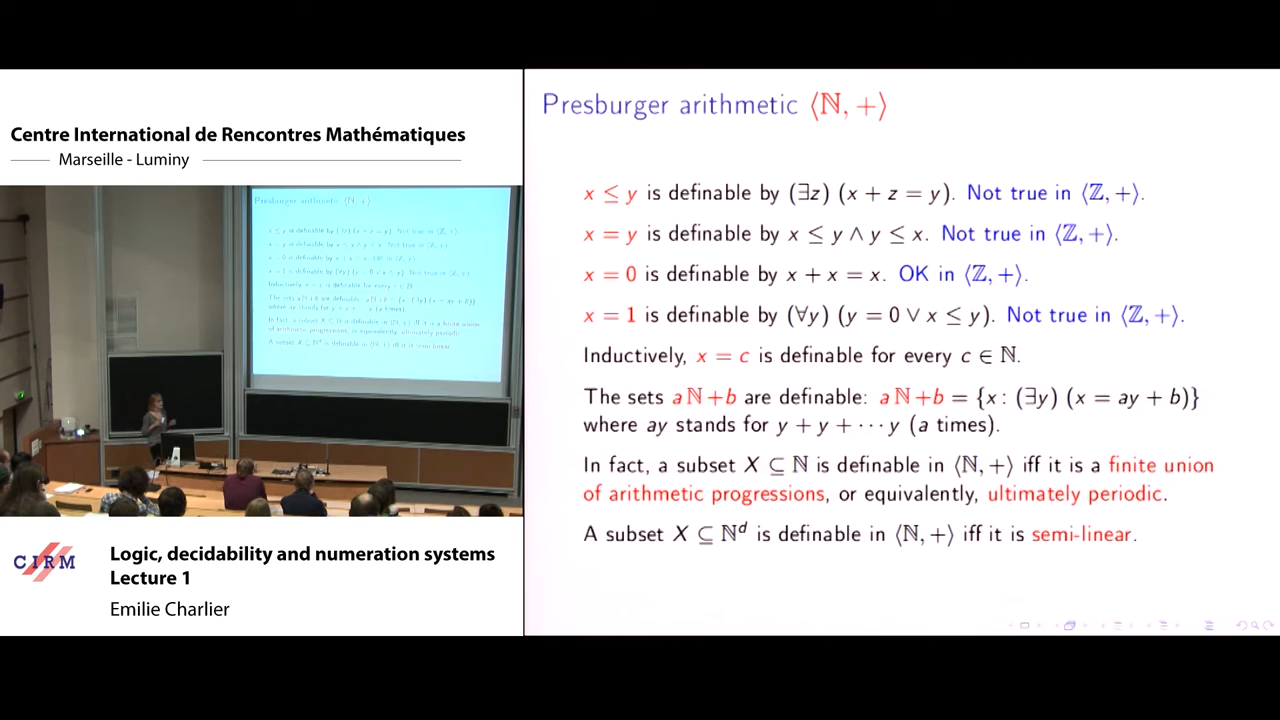 Centre International de Rencontres Mathématiques
Marseille - Luminy
Presburger arithmetic ⟨ℕ, +⟩
x ≤ y is definable by (∃z) (x + z = y). Not true in ⟨ℤ, +⟩.
x = y is definable by x ≤ y ∧ y ≤ x. Not true in ⟨ℤ, +⟩.
x = 0 is definable by x + x = x. OK in ⟨ℤ, +⟩.
x = 1 is definable by (∀y) (y = 0 ∨ x ≤ y). Not true in ⟨ℤ, +⟩.
Inductively, x = c is definable for every c ∈ ℕ.
The sets a ℕ+b are definable: a ℕ+b = {x : (∃y) (x = ay + b)}
where ay stands for y + y + ··· y (a times).
In fact, a subset X ⊆ ℕ is definable in ⟨ℕ, +⟩ iff it is a finite union
of arithmetic progressions, or equivalently, ultimately periodic.
A subset X ⊆ ℕᵈ is definable in ⟨ℕ, +⟩ iff it is semi-linear.
CIRM
Logic, decidability and numeration systems
Lecture 1
Emilie Charlier